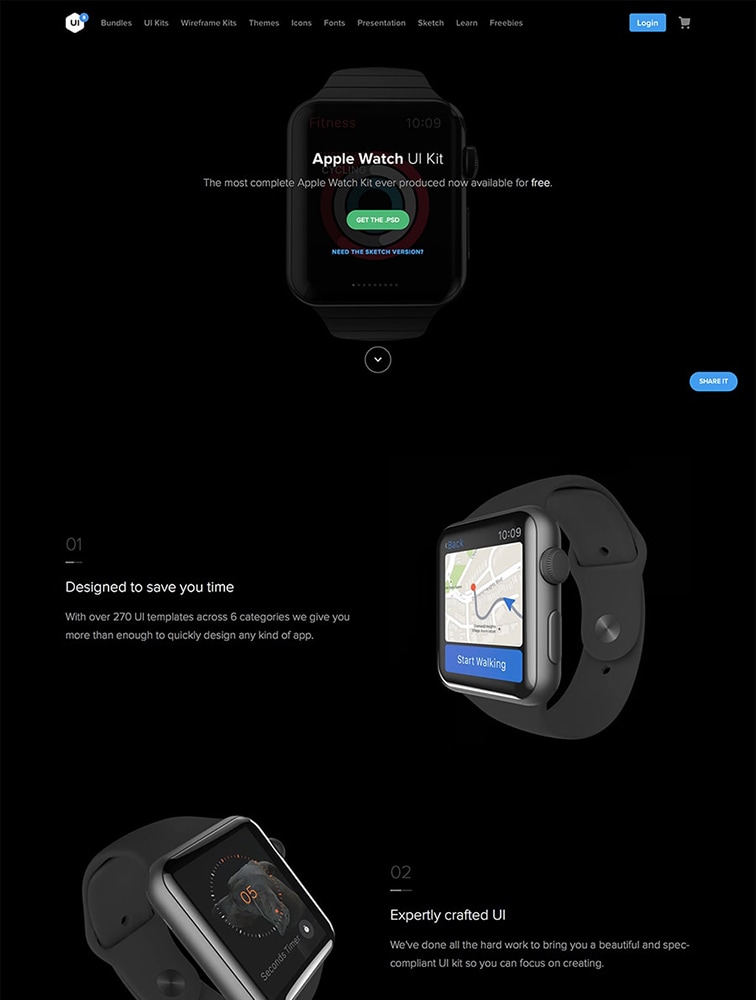 UI 8
Bundles UI Kits Wireframe Kits Themes Icons Fonts Presentation Sketch Learn Freebies Login
Fitness 10:09
Apple Watch UI Kit
CYCLING
The most complete Apple Watch Kit ever produced now available for free.
GET THE .PSD
NEED THE SKETCH VERSION?
SHARE IT
01
Designed to save you time
With over 270 UI templates across 6 categories we give you
more than enough to quickly design any kind of app.
<Back 10:09
Start Walking
02
Expertly crafted UI
We've done all the hard work to bring you a beautiful and spec-
compliant UI kit so you can focus on creating.
05
Seconds Timer